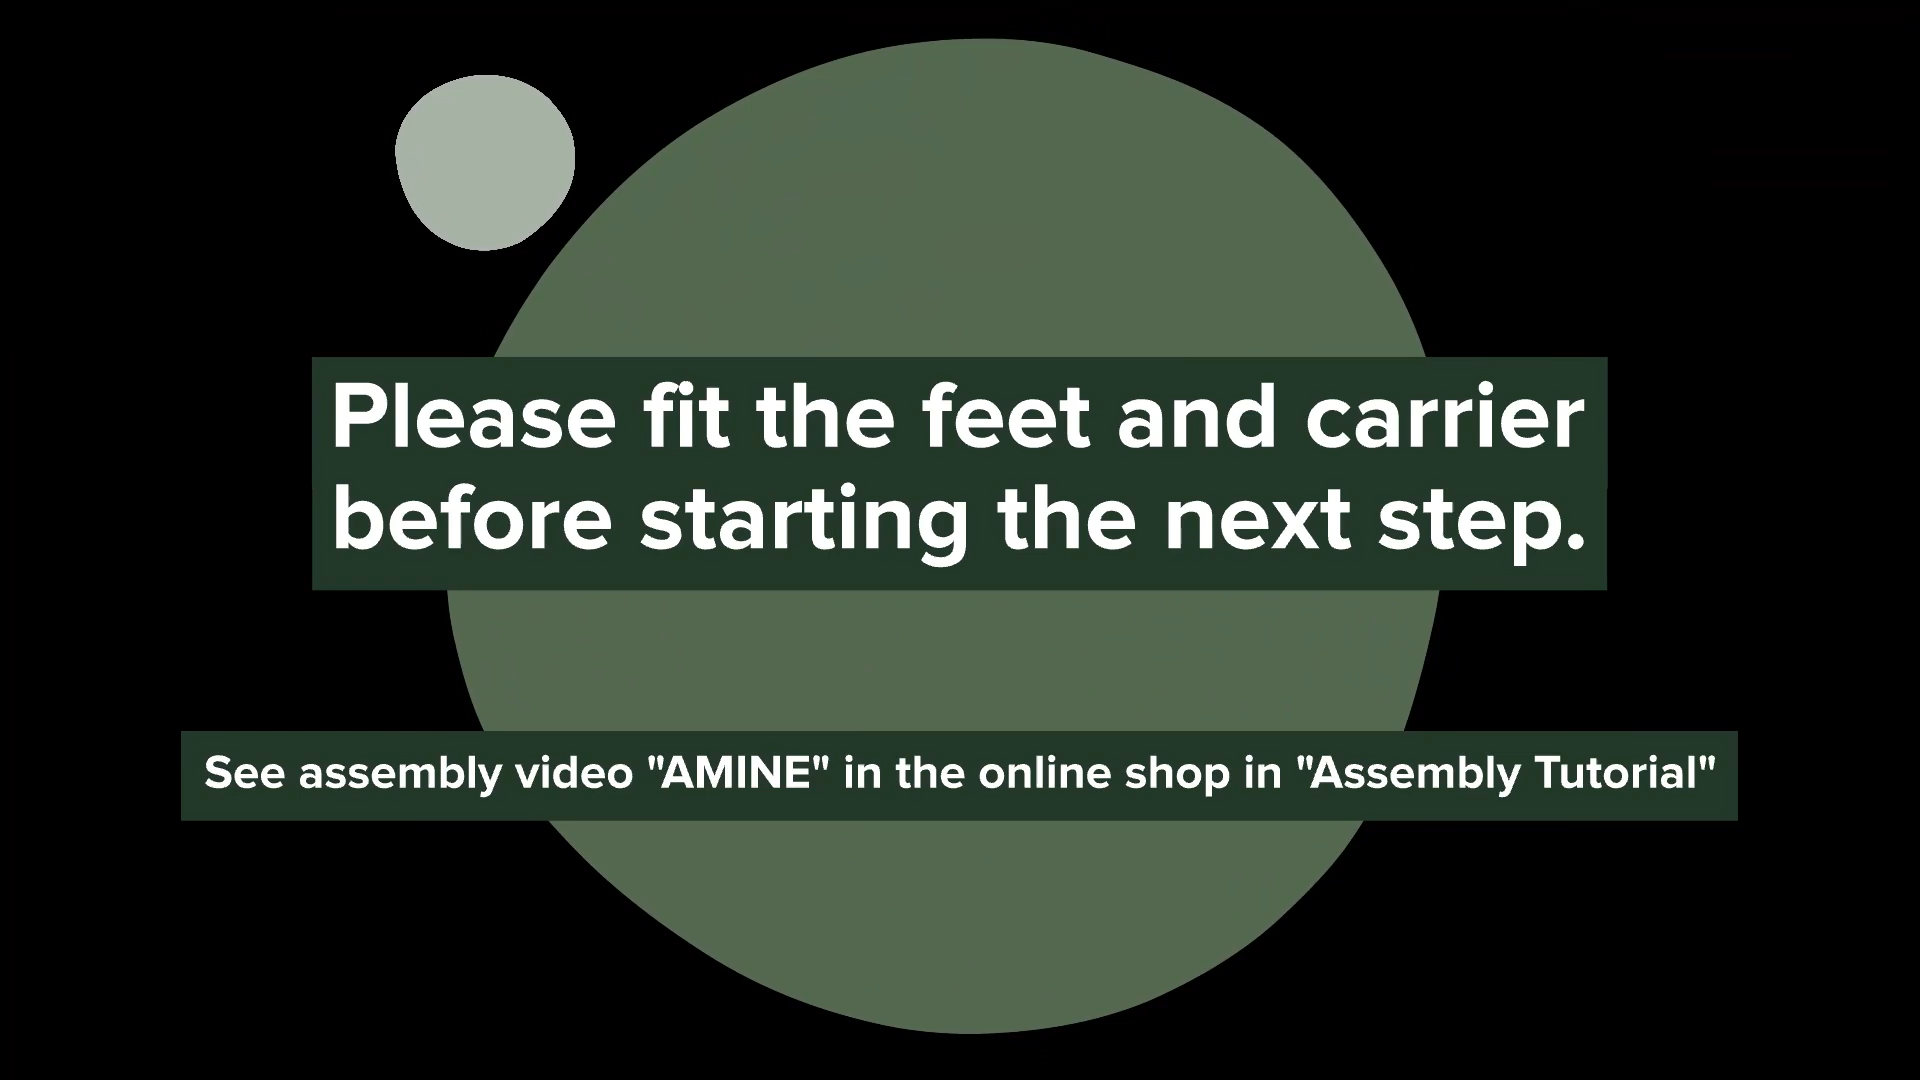 Please fit the feet and carrier
before starting the next step.
See assembly video "AMINE" in the online shop in "Assembly Tutorial"